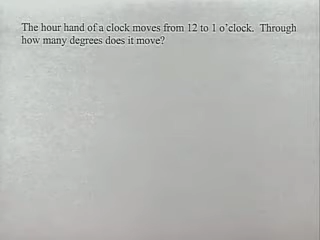 The hour hand of a clock moves from 12 to 1 o'clock.  Through
how many degrees does it move?